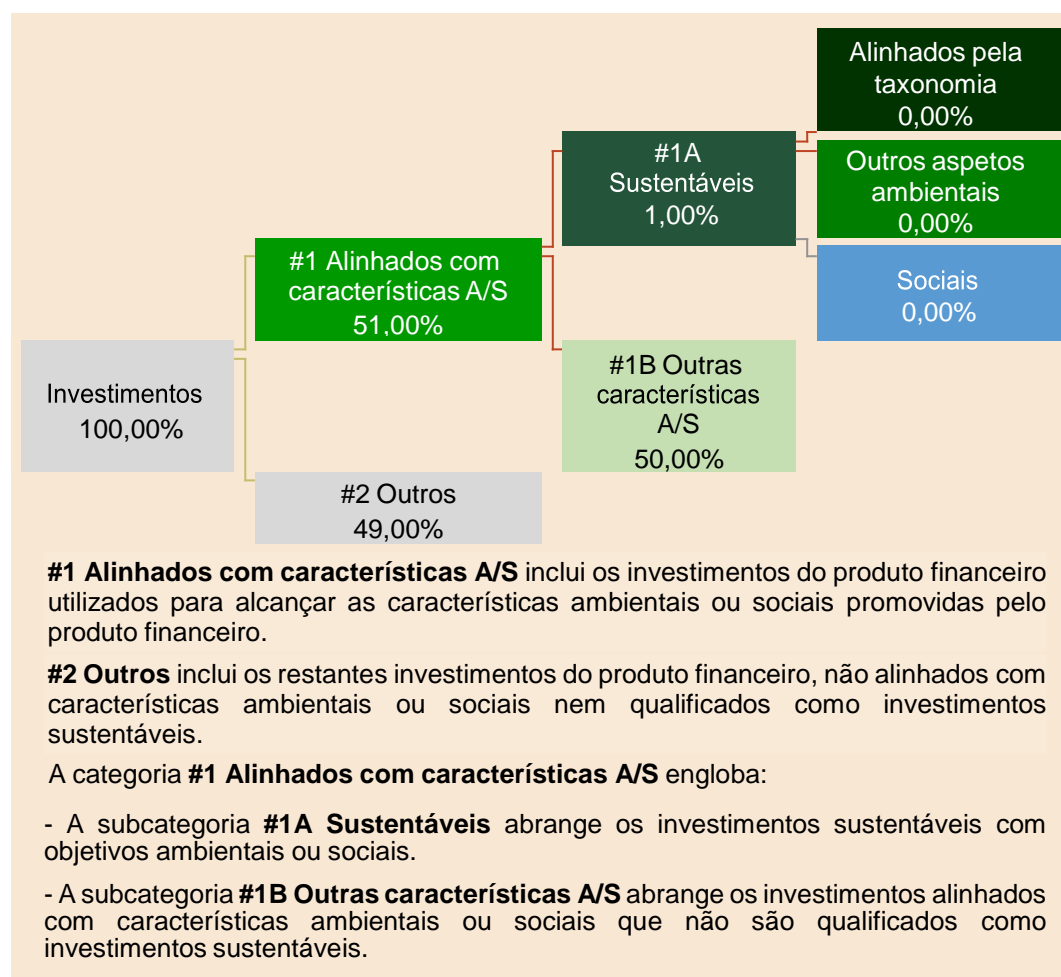 Alinhados pela
taxonomia
0,00%
#1A
Sustentáveis
1,00%
Outros aspetos
ambientais
0,00%
#1 Alinhados com
características A/S
51,00%
Sociais
0,00%
Investimentos
100,00%
#1B Outras
características
A/S
50,00%
#2 Outros
49,00%
#1 Alinhados com características A/S inclui os investimentos do produto financeiro
utilizados para alcançar as características ambientais ou sociais promovidas pelo
produto financeiro.
#2 Outros inclui os restantes investimentos do produto financeiro, não alinhados com
características ambientais ou sociais nem qualificados como investimentos
sustentáveis.
A categoria #1 Alinhados com características A/S engloba:
- A subcategoria #1A Sustentáveis abrange os investimentos sustentáveis com
objetivos ambientais ou sociais.
- A subcategoria #1B Outras características A/S abrange os investimentos alinhados
com características ambientais ou sociais que não são qualificados como
investimentos sustentáveis.